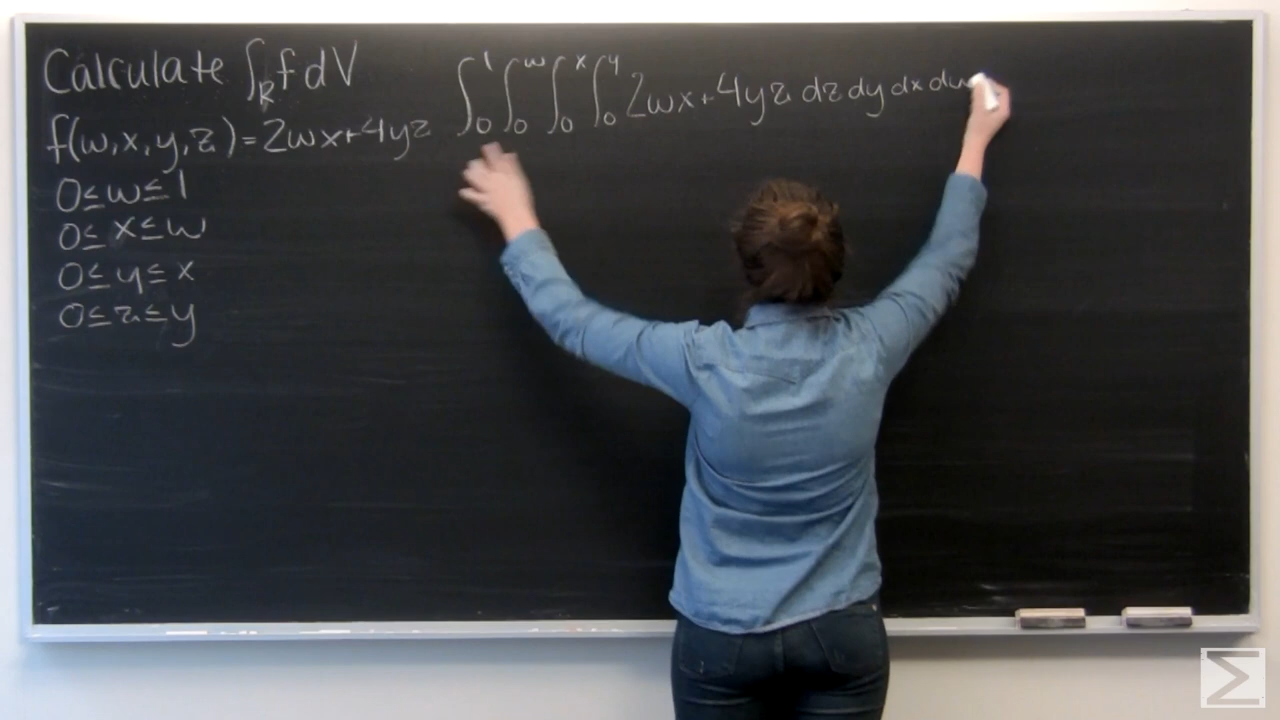 Calculate ∫_R f dV
f(w,x,y,z)=2wx+4yz
0≤w≤1
0≤x≤w
0≤y≤x
0≤z≤y
∫_0^1 ∫_0^w ∫_0^x ∫_0^y 2wx+4yz dz dy dx dw
Σ